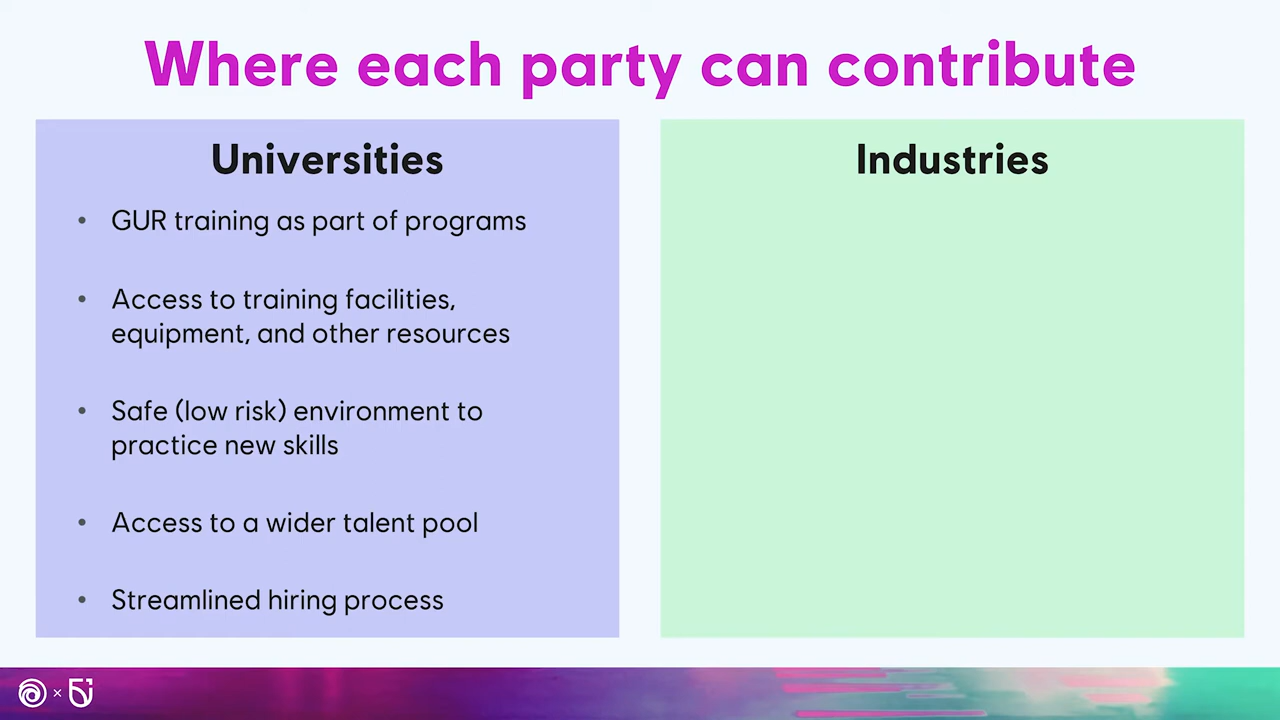 Where each party can contribute
Universities
• GUR training as part of programs
• Access to training facilities,
equipment, and other resources
• Safe (low risk) environment to
practice new skills
• Access to a wider talent pool
• Streamlined hiring process
Industries
×